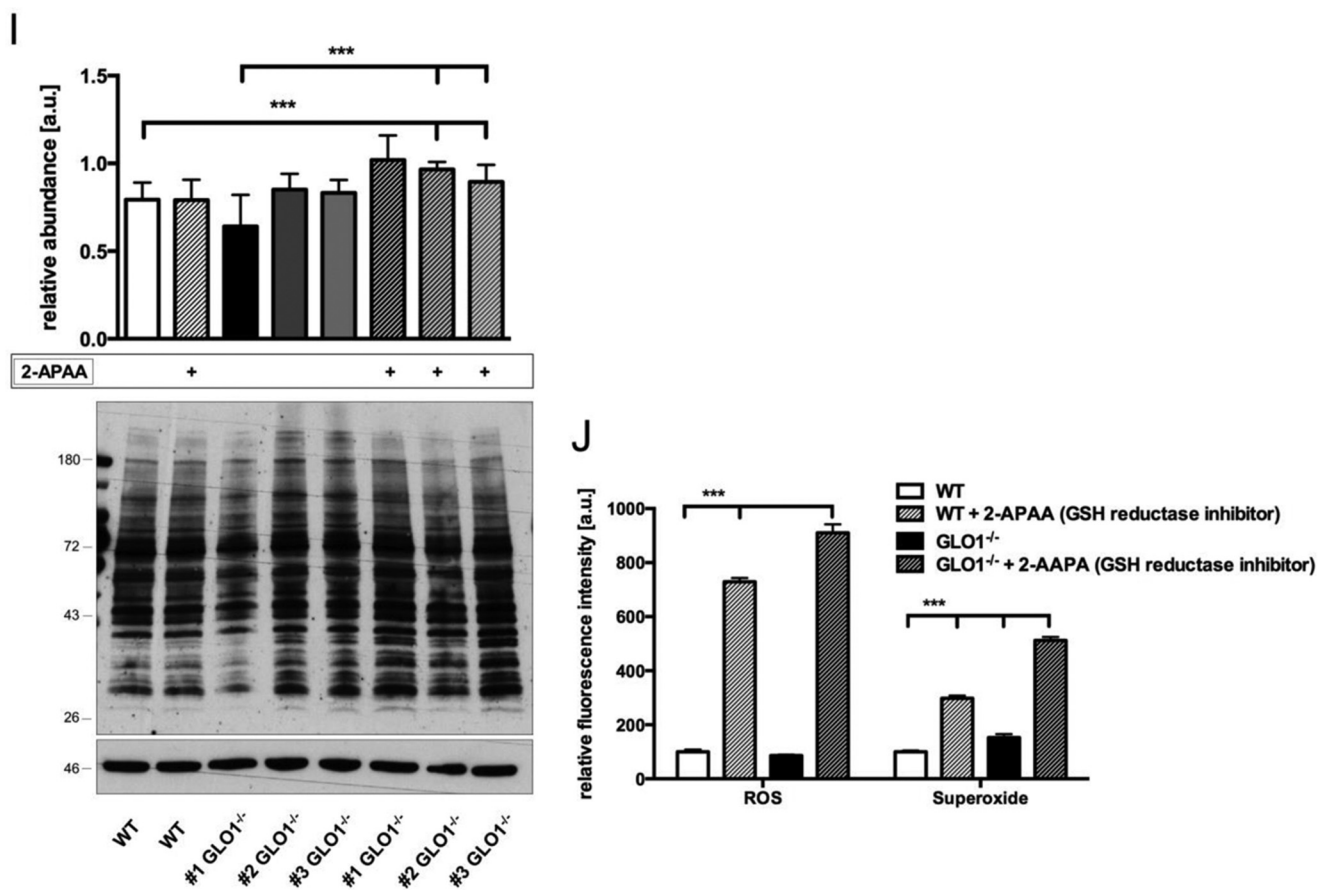 I
***
1.5
***
1.0
0.5
0.0
relative abundance [a.u.]
2-APAA + + + +
180
72
43
26
46
WT WT #1 GLO1-/- #2 GLO1-/- #3 GLO1-/- #1 GLO1-/- #2 GLO1-/- #3 GLO1-/-
J
WT
WT + 2-APAA (GSH reductase inhibitor)
GLO1-/-
GLO1-/- + 2-AAPA (GSH reductase inhibitor)
relative fluorescence intensity [a.u.]
1000
800
600
400
200
0
***
***
ROS Superoxide